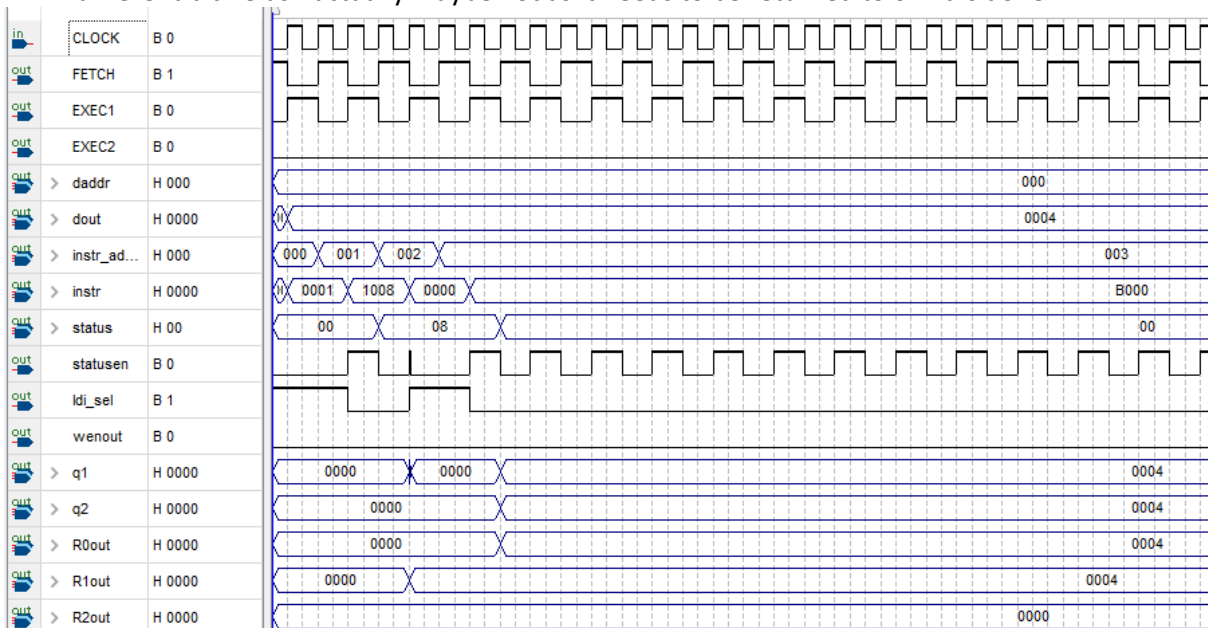 in CLOCK B 0
out FETCH B 1
out EXEC1 B 0
out EXEC2 B 0
out > daddr H 000 000
out > dout H 0000 H 0004
out > instr_ad... H 000 000 001 002 003
out > instr H 0000 H 0001 1008 0000 B000
out > status H 00 00 08 00
out statusen B 0
out ldi_sel B 1
out wenout B 0
out > q1 H 0000 0000 0000 0004
out > q2 H 0000 0000 0004
out > R0out H 0000 0000 0004
out > R1out H 0000 0000 0004
out > R2out H 0000 0000